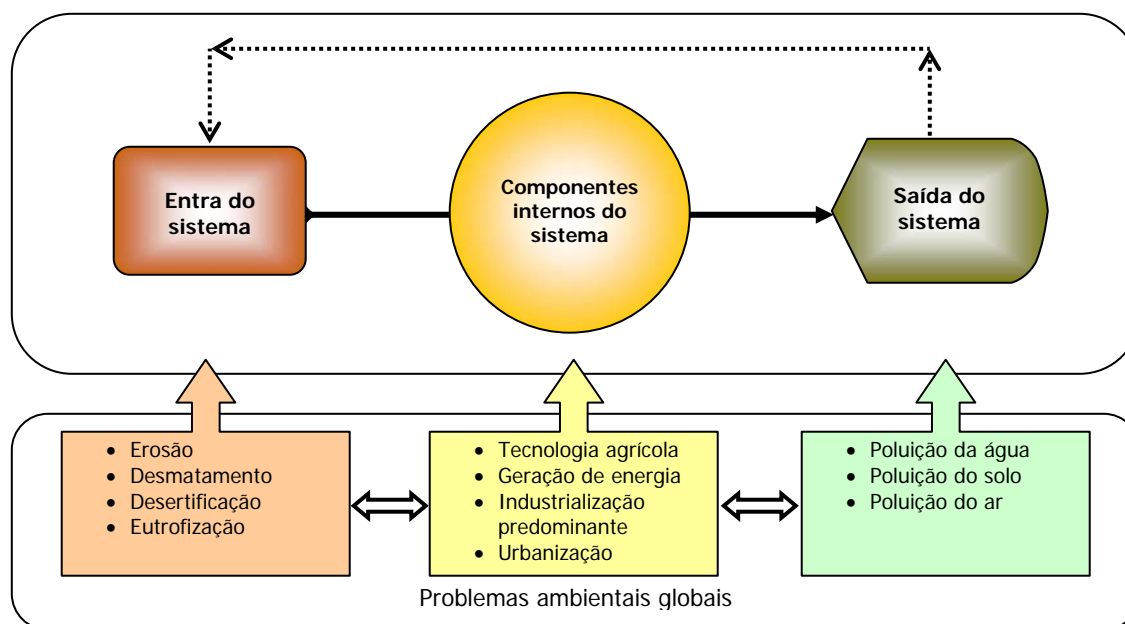 Entra do
sistema
Componentes
internos do
sistema
Saída do
sistema
• Erosão
• Desmatamento
• Desertificação
• Eutrofização
• Tecnologia agrícola
• Geração de energia
• Industrialização
predominante
• Urbanização
• Poluição da água
• Poluição do solo
• Poluição do ar
Problemas ambientais globais